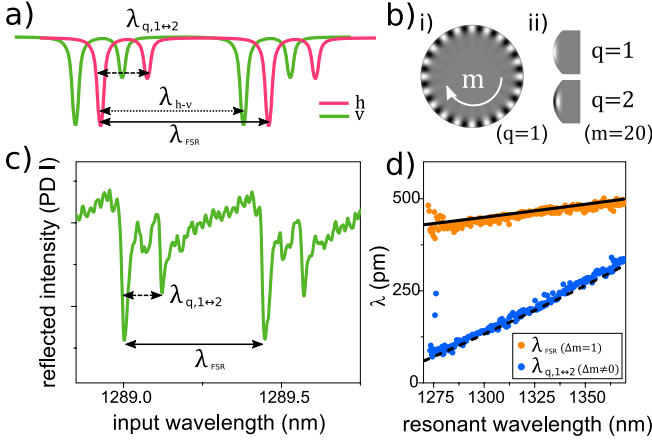 a)
λq,1↔2
λh-v
λFSR
h
v
b)
i)
ii)
m
(q=1)
q=1
q=2
(m=20)
c)
reflected intensity (PD I)
λq,1↔2
λFSR
1289.0
1289.5
input wavelength (nm)
d)
λ (pm)
500
250
0
λFSR (Δm=1)
λq,1↔2 (Δm≠0)
1275
1300
1325
1350
resonant wavelength (nm)